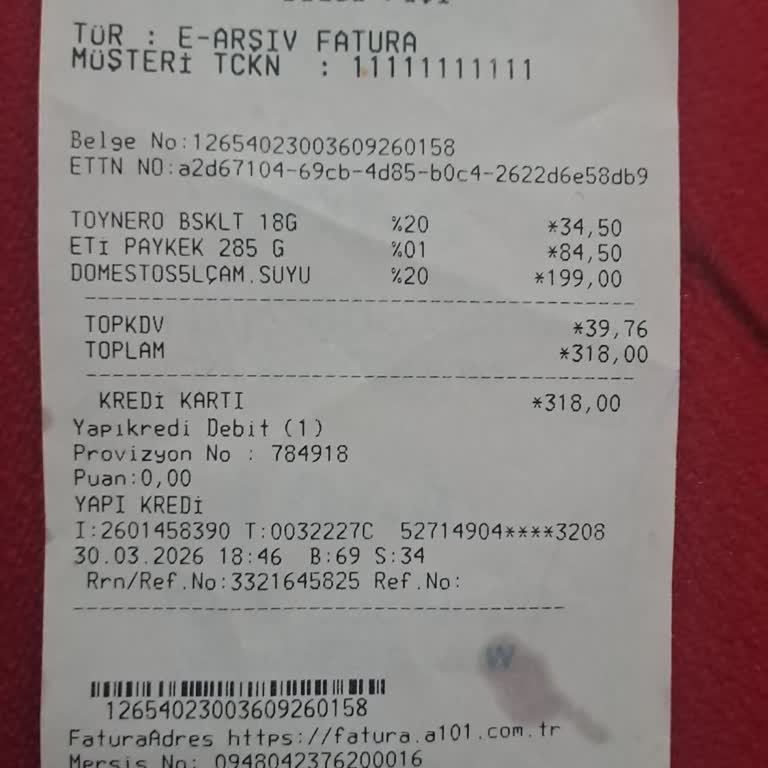 TÜR : E-ARŞİV FATURA
MÜŞTERİ TCKN : 11111111111
Belge No:12654023003609260158
ETTN NO:a2d67104-69cb-4d85-b0c4-2622d6e58db9
TOYNERO BSKLT 18G %20 *34,50
ETİ PAYKEK 285 G %01 *84,50
DOMESTOS5LÇAM.SUYU %20 *199,00
TOPKDV *39,76
TOPLAM *318,00
KREDİ KARTI *318,00
Yapıkredi Debit (1)
Provizyon No : 784918
Puan:0,00
YAPI KREDİ
I:2601458390 T:0032227C 52714904****3208
30.03.2026 18:46 B:69 S:34
Rrn/Ref.No:3321645825 Ref.No:
W
12654023003609260158
FaturaAdres https://fatura.a101.com.tr
Mersis No: 0948042376200016